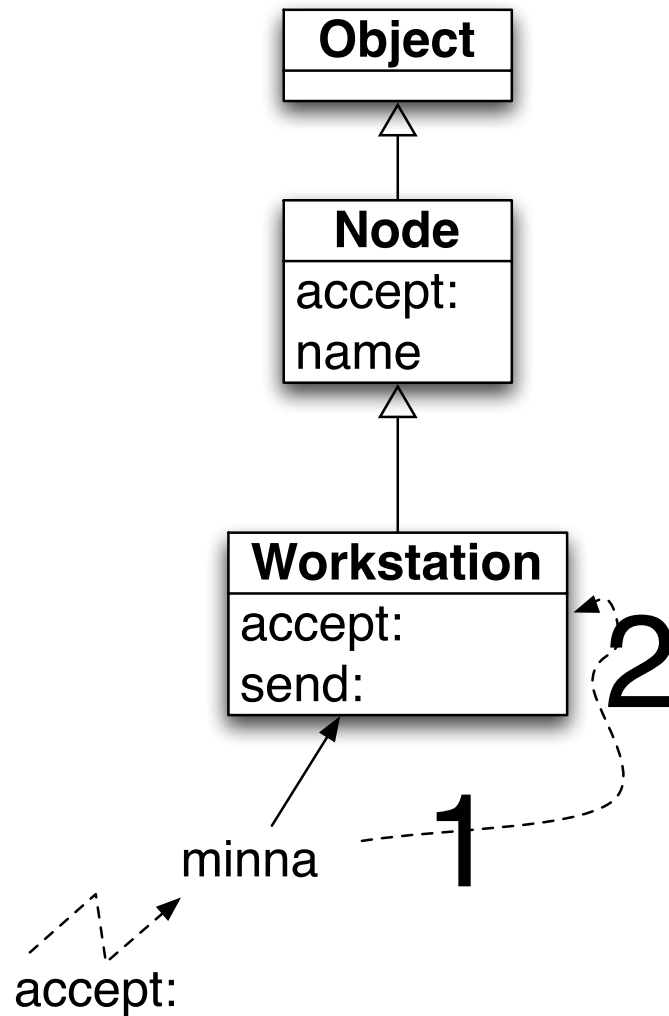 Object
Node
accept:
name
Workstation
accept:
send:
2
1
minna
accept: